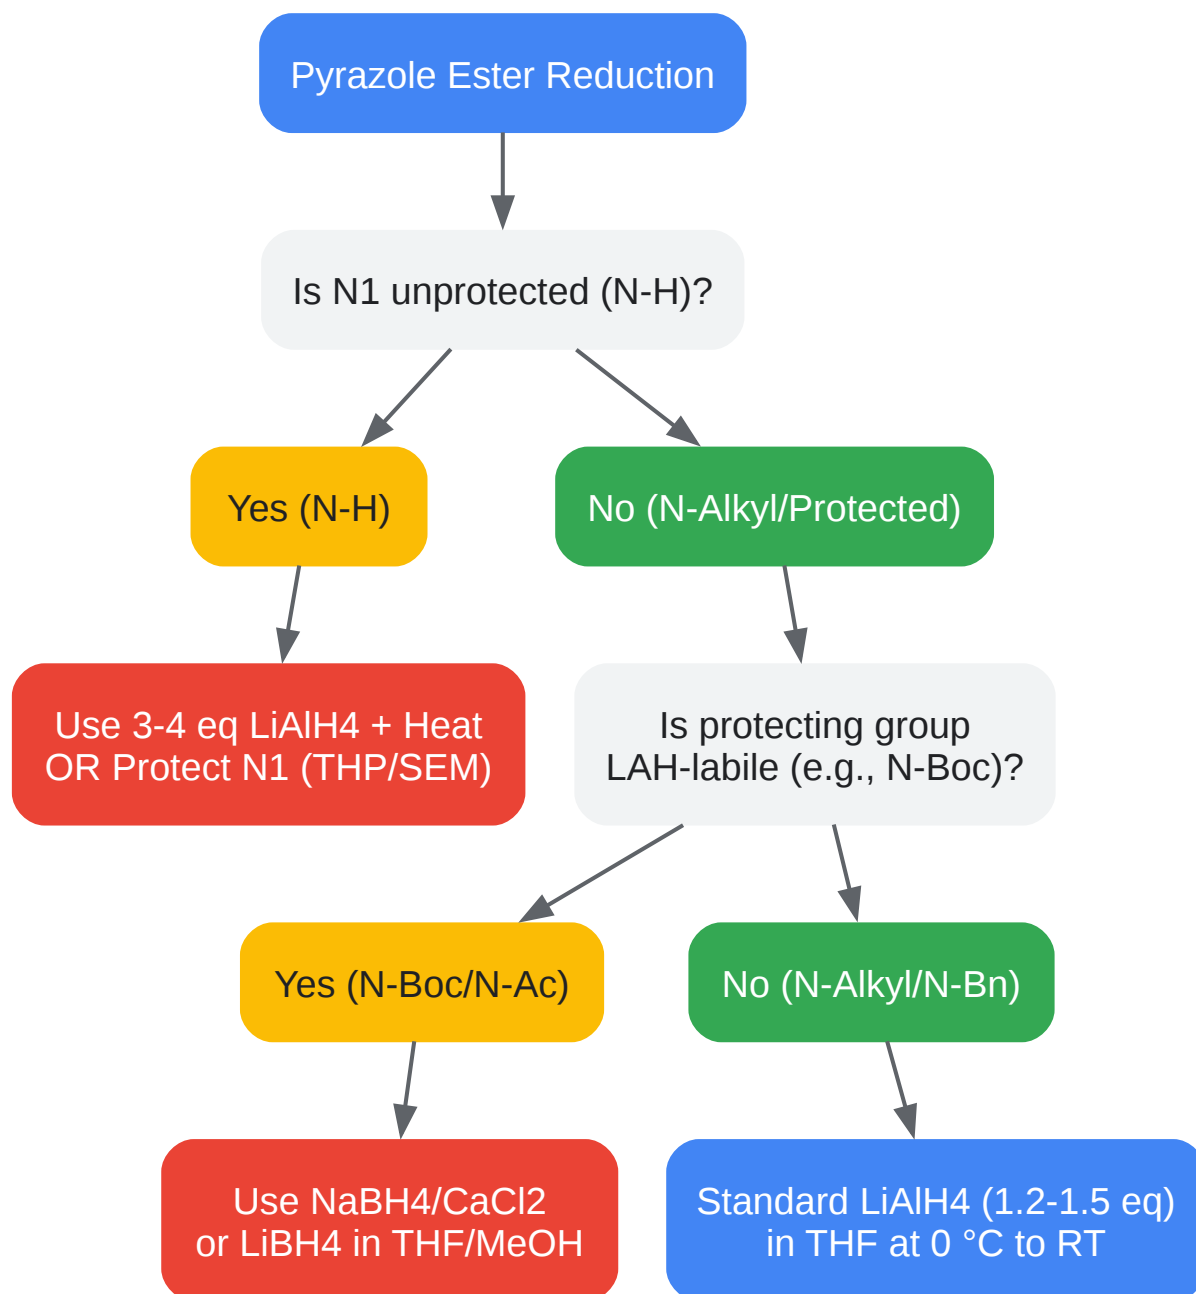 Pyrazole Ester Reduction
Is N1 unprotected (N-H)?
Yes (N-H)
No (N-Alkyl/Protected)
Use 3-4 eq LiAlH4 + Heat
OR Protect N1 (THP/SEM)
Is protecting group
LAH-labile (e.g., N-Boc)?
Yes (N-Boc/N-Ac)
No (N-Alkyl/N-Bn)
Use NaBH4/CaCl2
or LiBH4 in THF/MeOH
Standard LiAlH4 (1.2-1.5 eq)
in THF at 0 °C to RT